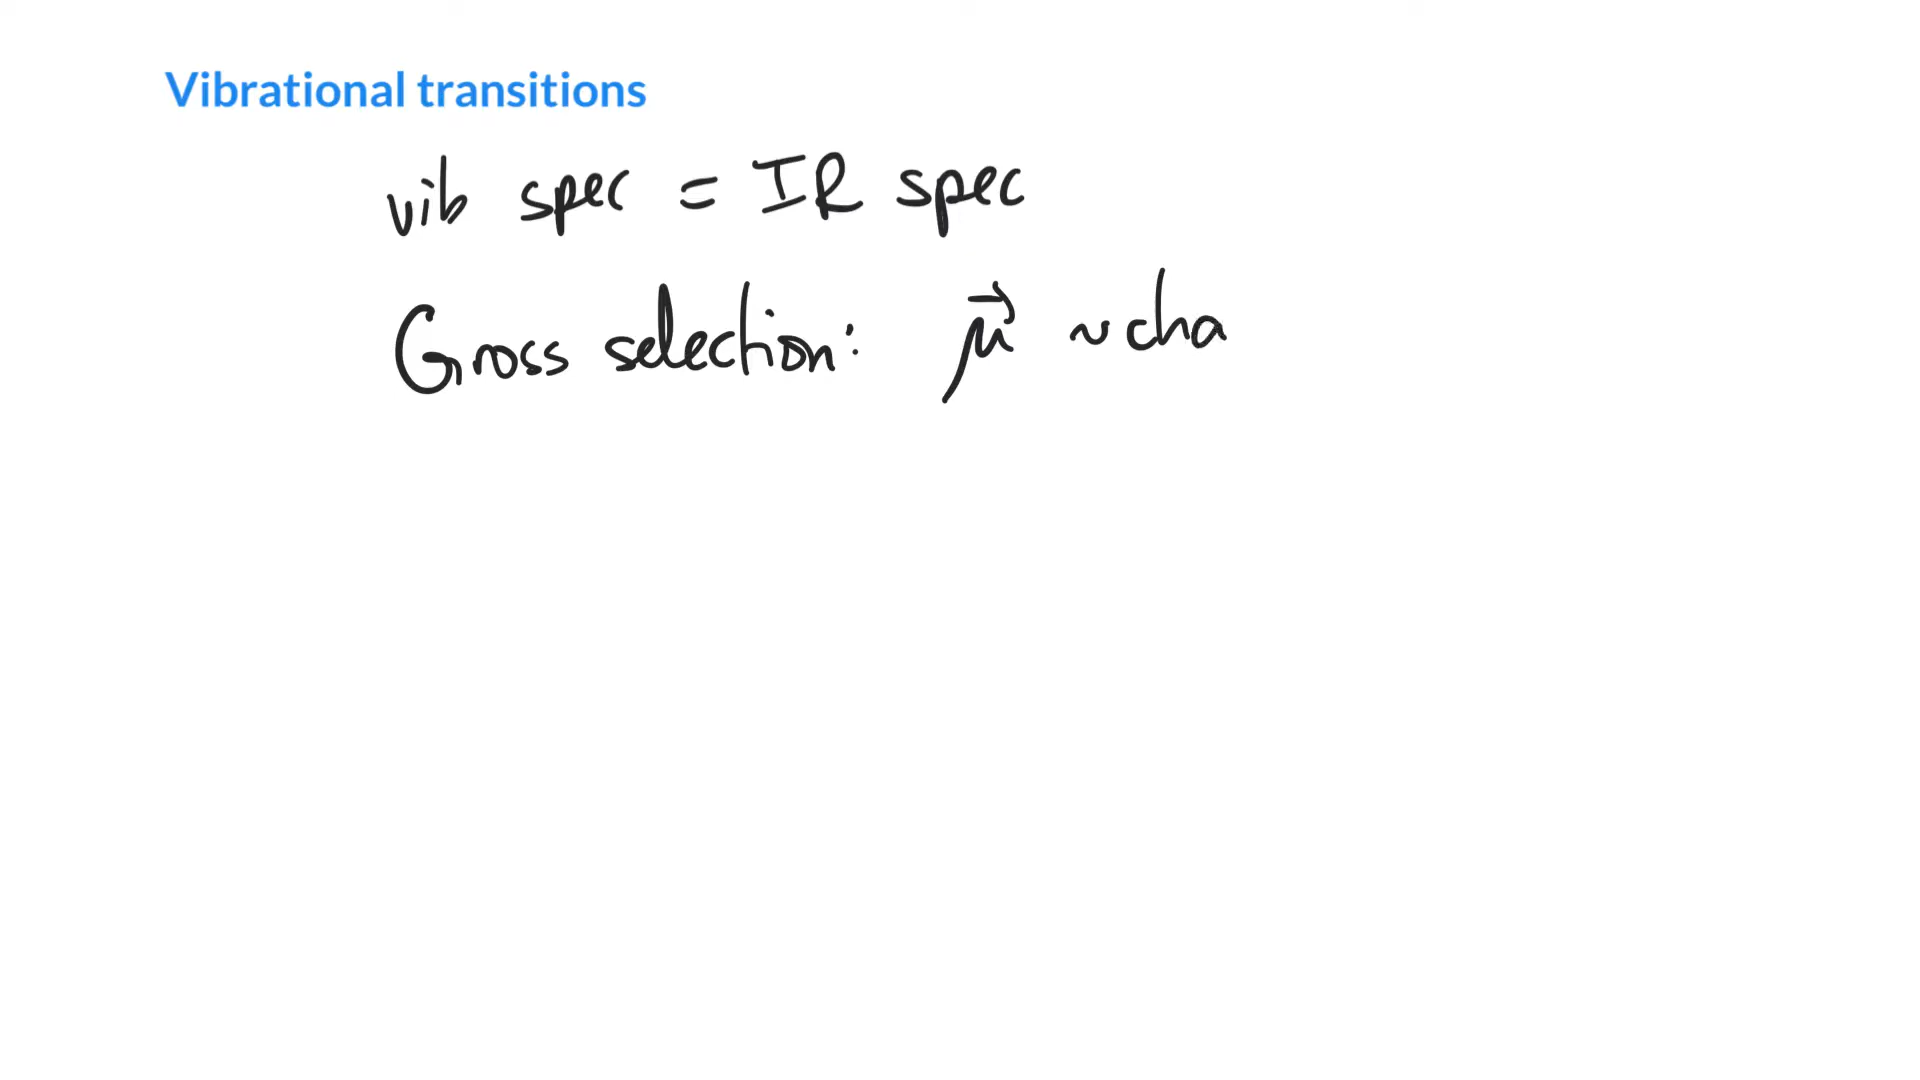 Vibrational transitions
vib spec = IR spec
Gross selection: μ⃗ ~ cha